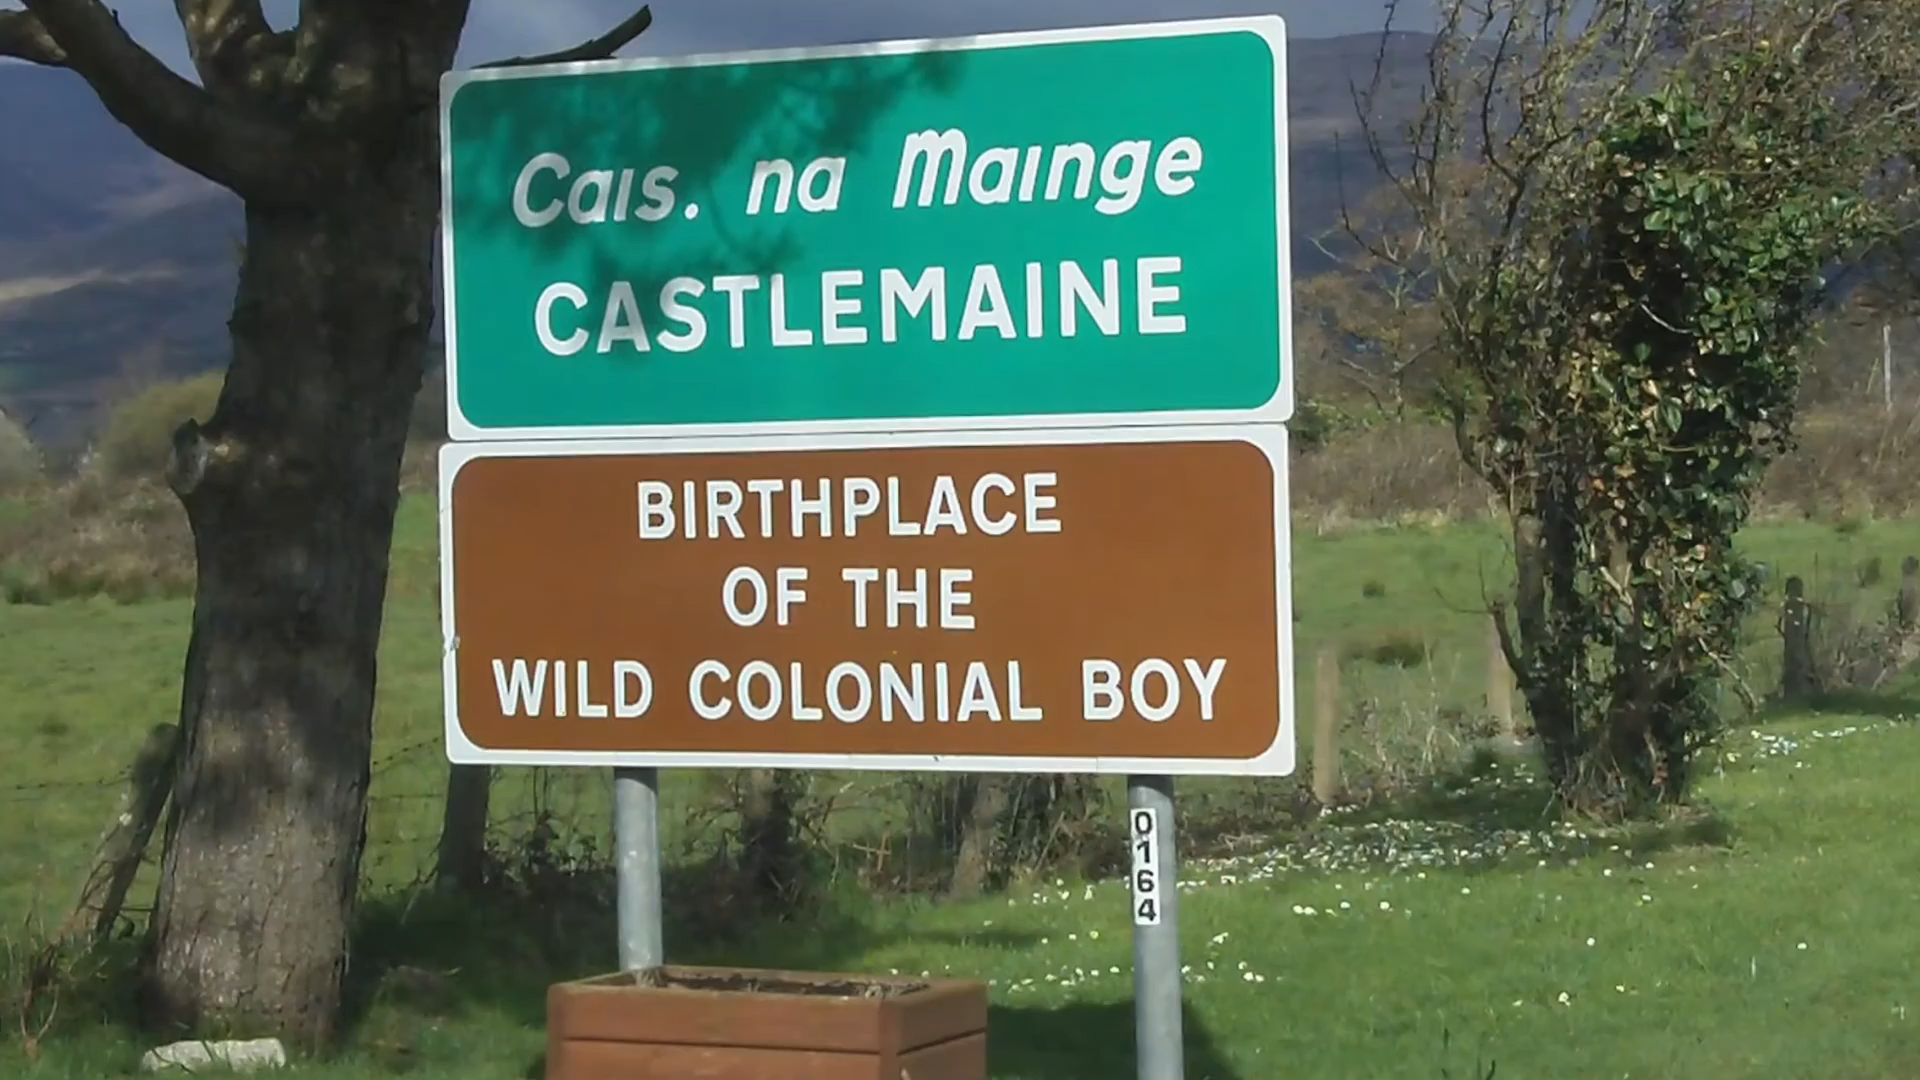 Cais. na Mainge
CASTLEMAINE
BIRTHPLACE
OF THE
WILD COLONIAL BOY
0164